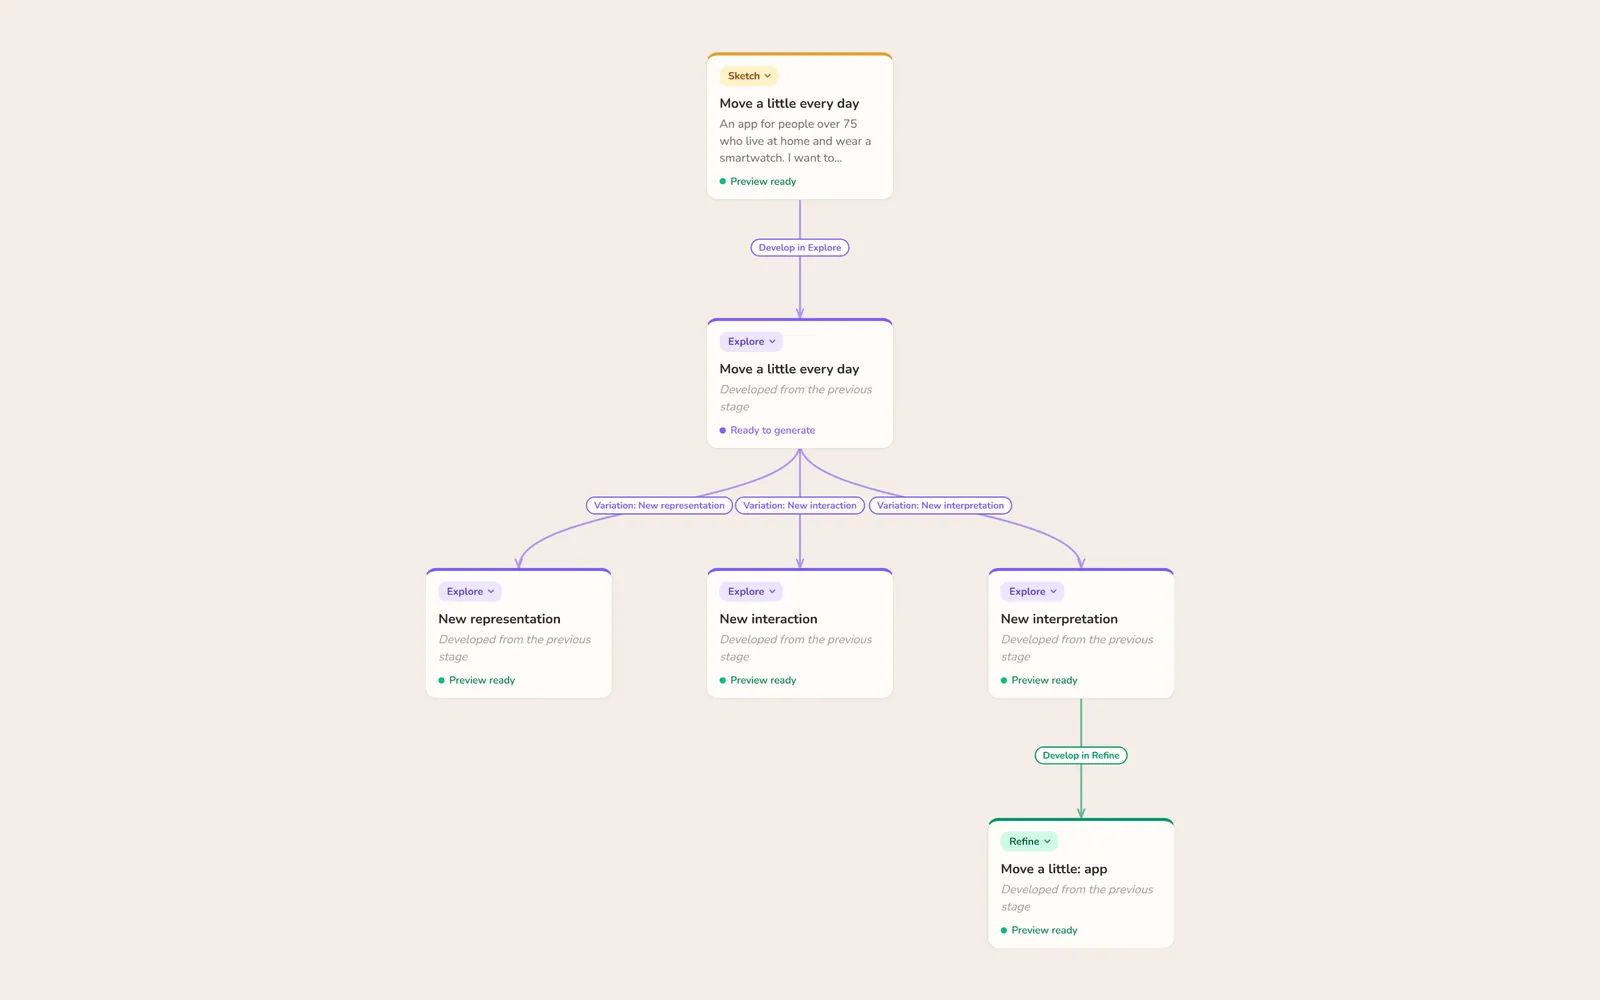 Sketch
Move a little every day
An app for people over 75
who live at home and wear a
smartwatch. I want to...
Preview ready
Develop in Explore
Explore
Move a little every day
Developed from the previous
stage
Ready to generate
Variation: New representation
Variation: New interaction
Variation: New interpretation
Explore
New representation
Developed from the previous
stage
Preview ready
Explore
New interaction
Developed from the previous
stage
Preview ready
Explore
New interpretation
Developed from the previous
stage
Preview ready
Develop in Refine
Refine
Move a little: app
Developed from the previous
stage
Preview ready